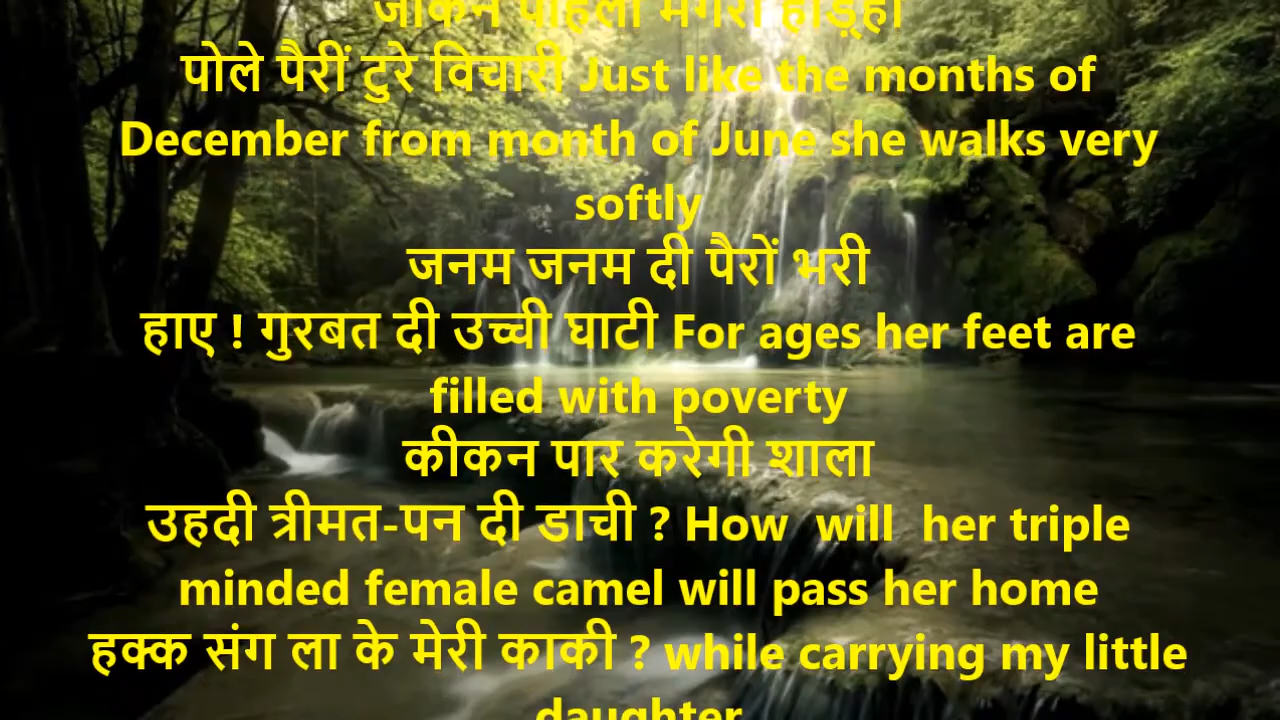 जीकन पहिला मगरों हाड़हा
पोले पैरीं टुरे विचारी Just like the months of
December from month of June she walks very
softly
जनम जनम दी पैरों भरी
हाए ! गुरबत दी उच्ची घाटी For ages her feet are
filled with poverty
कीकन पार करेगी शाला
उहदी त्रीमत-पन दी डाची ? How will her triple
minded female camel will pass her home
हक्क संग ला के मेरी काकी ? while carrying my little
daughter